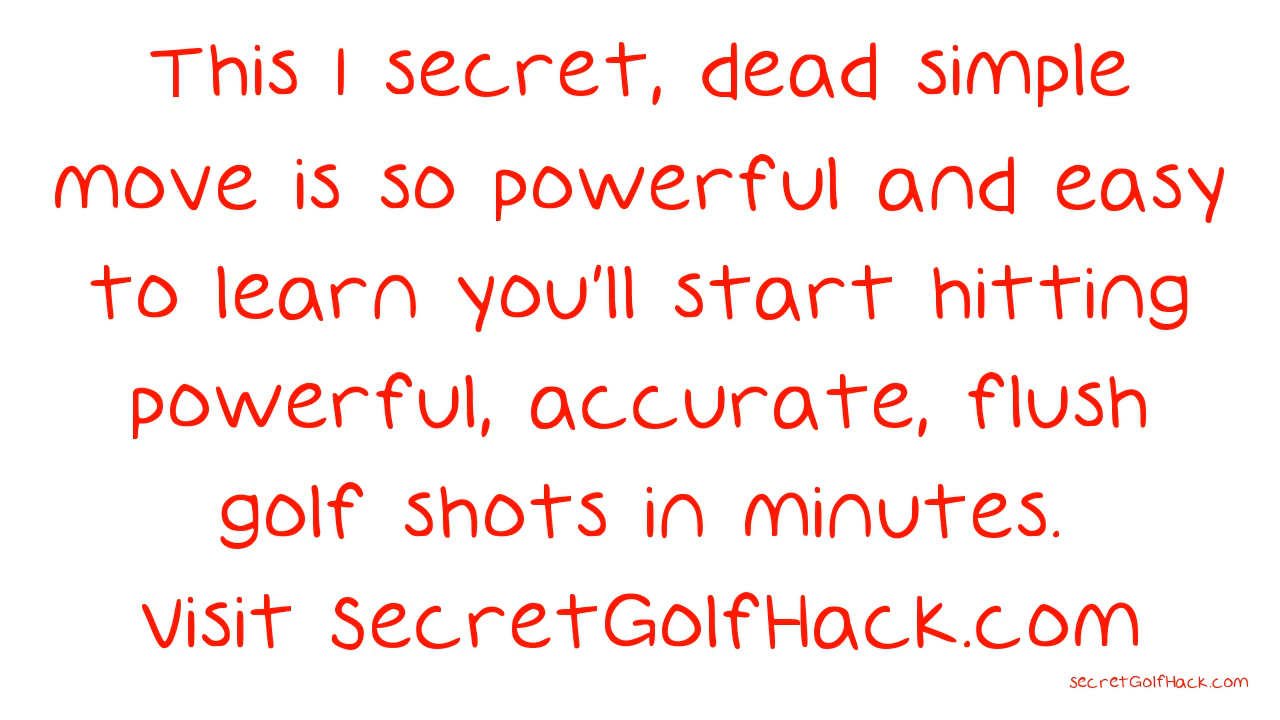 This 1 secret, dead simple
move is so powerful and easy
to learn you'll start hitting
powerful, accurate, flush
golf shots in minutes.
Visit SecretGolfHack.com
secretGolfHack.com